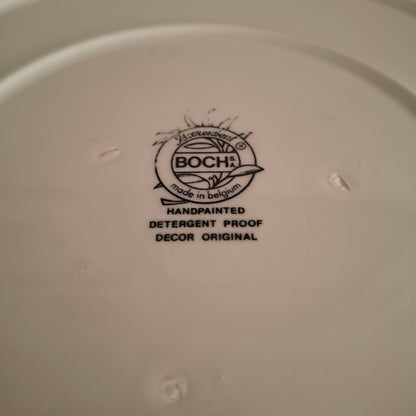 BOCH S.A
made in belgium
HANDPAINTED
DETERGENT PROOF
DECOR ORIGINAL